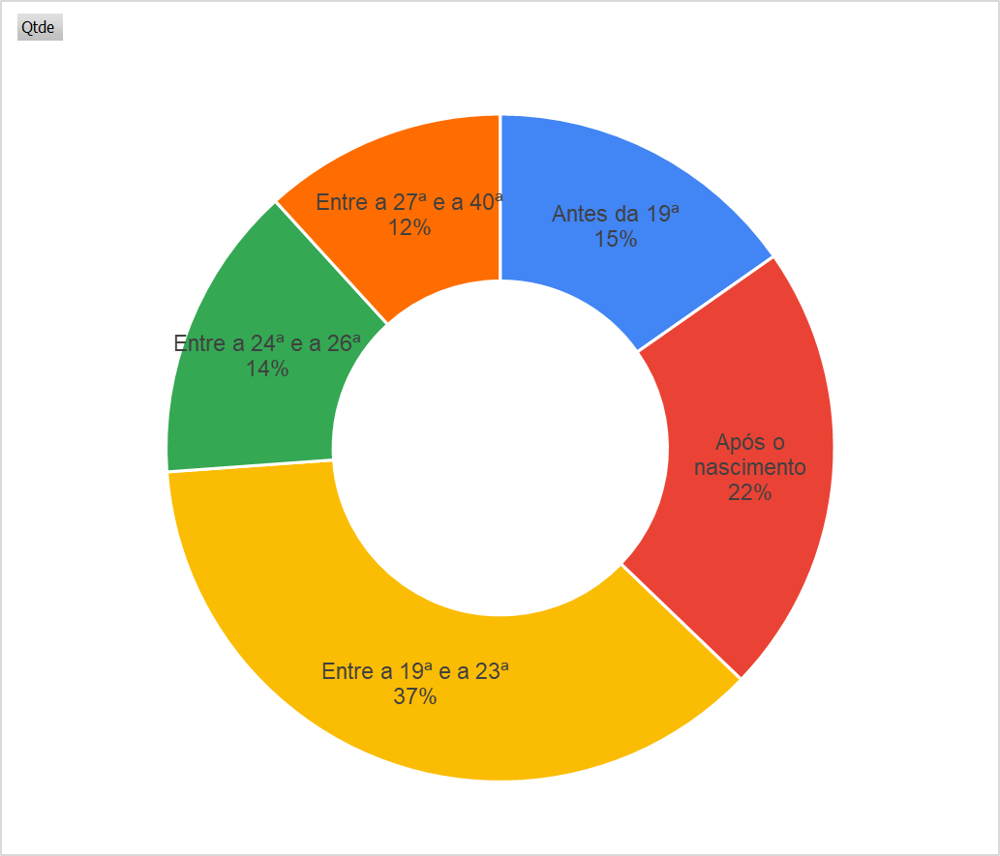 Qtde
Entre a 27ª e a 40ª
12%
Antes da 19ª
15%
Entre a 24ª e a 26ª
14%
Após o
nascimento
22%
Entre a 19ª e a 23ª
37%